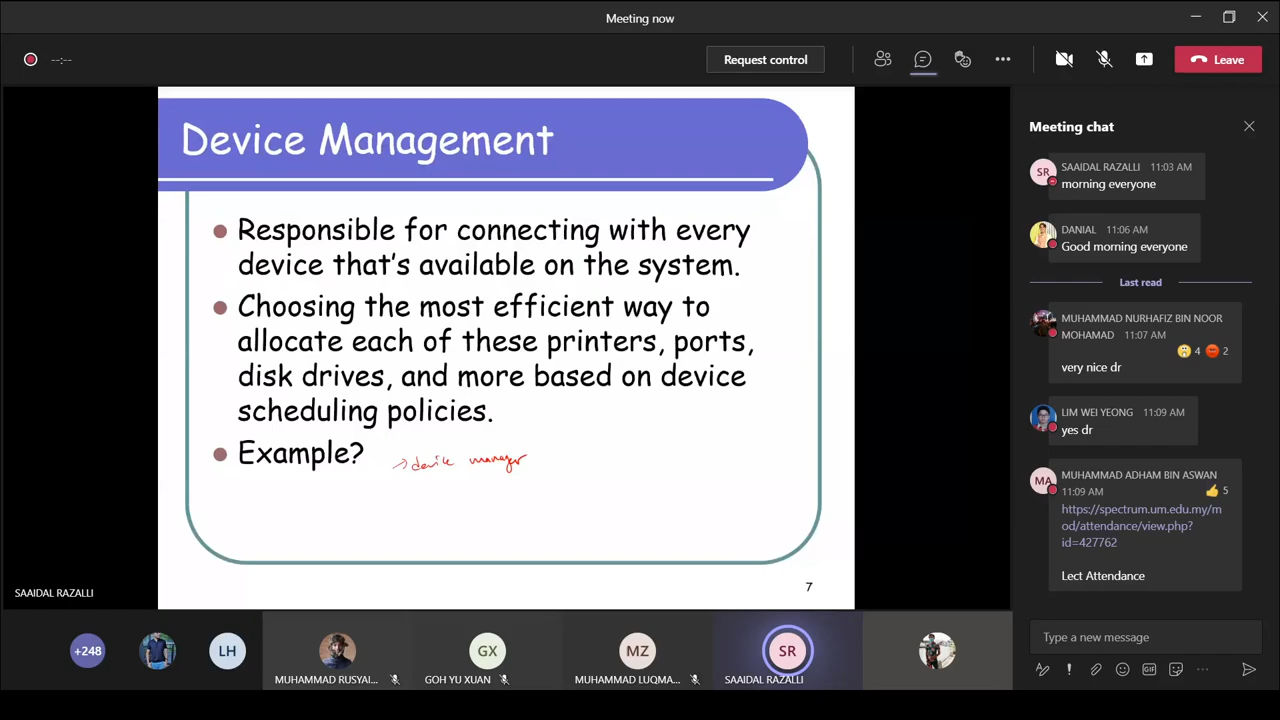 Meeting now
--:--
Request control
Leave
Device Management
Responsible for connecting with every
device that's available on the system.
Choosing the most efficient way to
allocate each of these printers, ports,
disk drives, and more based on device
scheduling policies.
Example?
→ device manager
7
SAAIDAL RAZALLI
Meeting chat
SR
SAAIDAL RAZALLI 11:03 AM
morning everyone
DANIAL 11:06 AM
Good morning everyone
Last read
MUHAMMAD NURHAFIZ BIN NOOR
MOHAMAD 11:07 AM
4 2
very nice dr
LIM WEI YEONG 11:09 AM
yes dr
MA
MUHAMMAD ADHAM BIN ASWAN
11:09 AM 5
https://spectrum.um.edu.my/m
od/attendance/view.php?
id=427762
Lect Attendance
Type a new message
GIF
+248
LH
MUHAMMAD RUSYAI...
GX
GOH YU XUAN
MZ
MUHAMMAD LUQMA...
SR
SAAIDAL RAZALLI